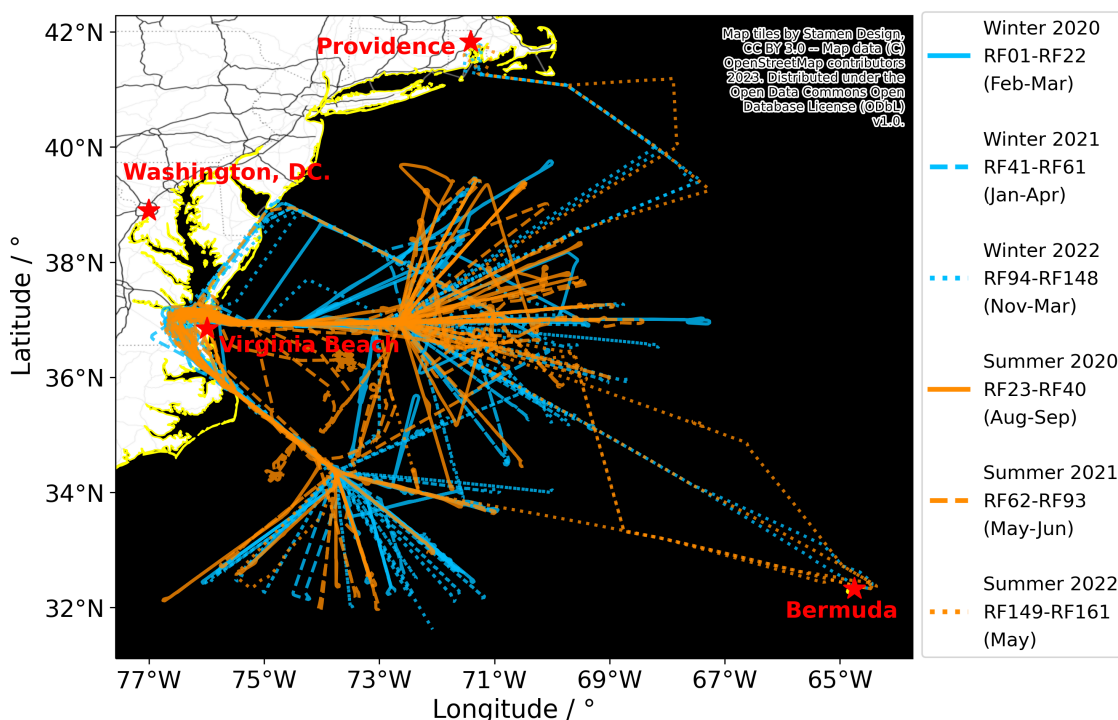 42°N
40°N
38°N
36°N
34°N
32°N
Latitude / °
77°W
75°W
73°W
71°W
69°W
67°W
65°W
Longitude / °
Providence
Washington, DC.
Virginia Beach
Bermuda
Map tiles by Stamen Design,
CC BY 3.0 -- Map data (C)
OpenStreetMap contributors
2023. Distributed under the
Open Data Commons Open
Database License (ODbL)
v1.0.
Winter 2020
RF01-RF22
(Feb-Mar)
Winter 2021
RF41-RF61
(Jan-Apr)
Winter 2022
RF94-RF148
(Nov-Mar)
Summer 2020
RF23-RF40
(Aug-Sep)
Summer 2021
RF62-RF93
(May-Jun)
Summer 2022
RF149-RF161
(May)